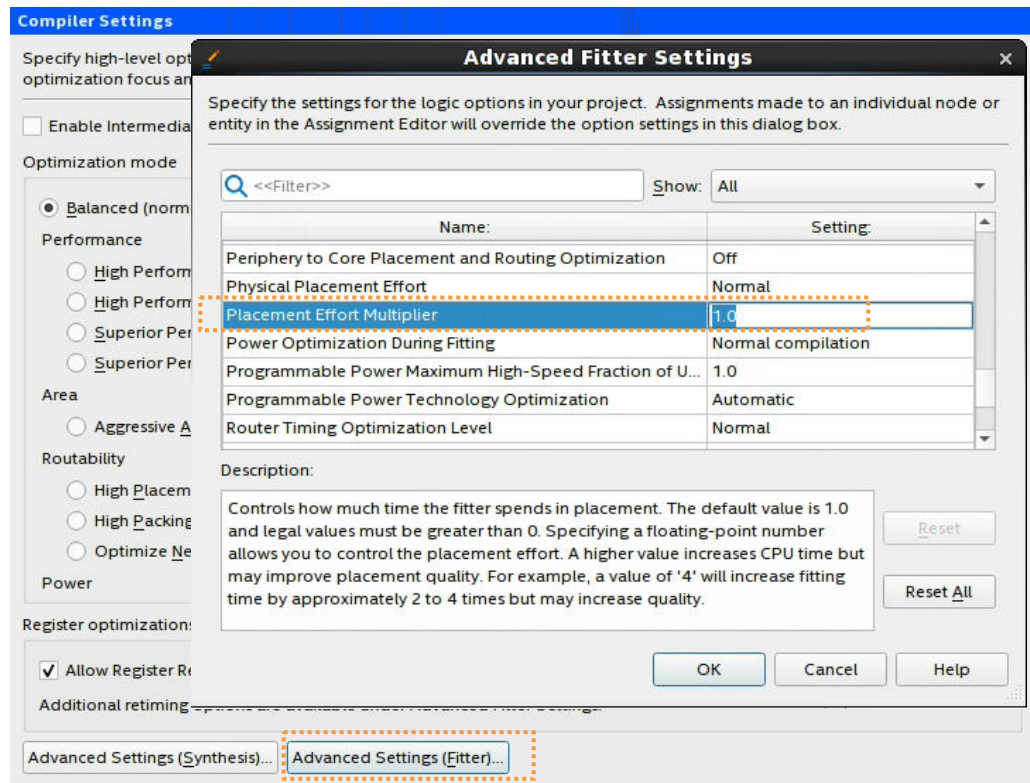 Compiler Settings
Specify high-level opt
optimization focus an
Enable Intermedia
Optimization mode
Balanced (norm
Performance
High Perform
High Perform
Superior Per
Superior Per
Area
Aggressive A
Routability
High Placem
High Packing
Optimize Ne
Power
Register optimization
Allow Register Re
Additional retiming
Advanced Settings (Synthesis)...
Advanced Settings (Fitter)...
Advanced Fitter Settings
Specify the settings for the logic options in your project. Assignments made to an individual node or
entity in the Assignment Editor will override the option settings in this dialog box.
<<Filter>>
Show: All
Name: Setting:
Periphery to Core Placement and Routing Optimization Off
Physical Placement Effort Normal
Placement Effort Multiplier 1.0
Power Optimization During Fitting Normal compilation
Programmable Power Maximum High-Speed Fraction of U... 1.0
Programmable Power Technology Optimization Automatic
Router Timing Optimization Level Normal
Description:
Controls how much time the fitter spends in placement. The default value is 1.0
and legal values must be greater than 0. Specifying a floating-point number
allows you to control the placement effort. A higher value increases CPU time but
may improve placement quality. For example, a value of '4' will increase fitting
time by approximately 2 to 4 times but may increase quality.
Reset
Reset All
OK
Cancel
Help